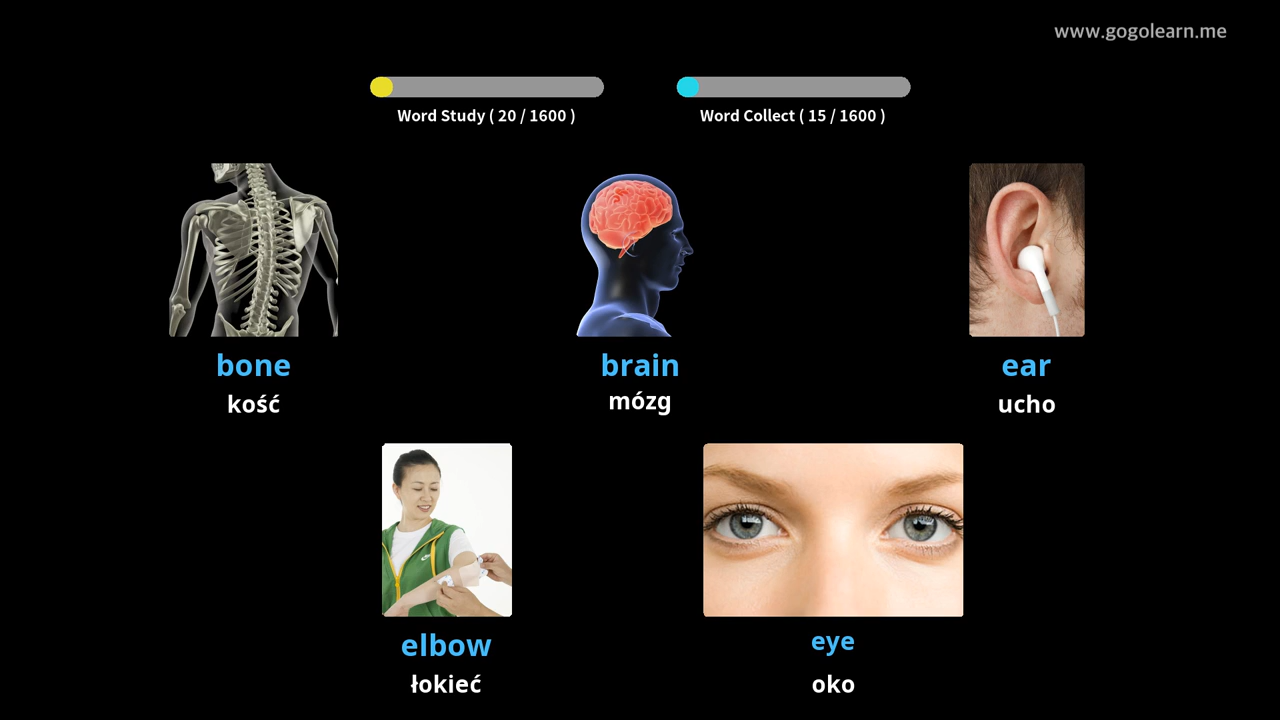 www.gogolearn.me
Word Study ( 20 / 1600 )
Word Collect ( 15 / 1600 )
bone
kość
brain
mózg
ear
ucho
elbow
łokieć
eye
oko